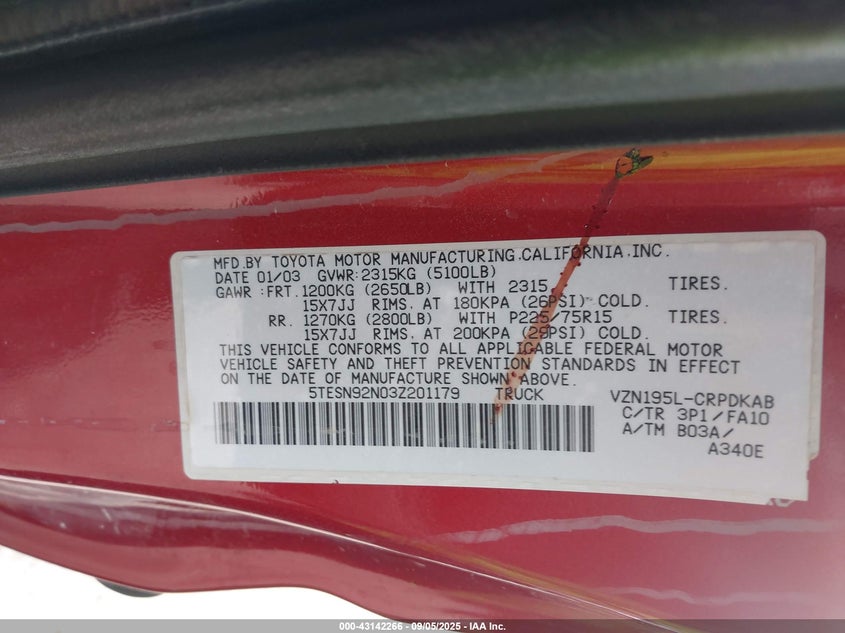 MFD.BY TOYOTA MOTOR MANUFACTURING.CALIFORNIA.INC.
DATE 01/03 GVWR:2315KG (5100LB)
GAWR :FRT.1200KG (2650LB) WITH 2315 TIRES.
15X7JJ RIMS. AT 180KPA (26PSI) COLD.
RR. 1270KG (2800LB) WITH P225/75R15 TIRES.
15X7JJ RIMS. AT 200KPA (29PSI) COLD.
THIS VEHICLE CONFORMS TO ALL APPLICABLE FEDERAL MOTOR
VEHICLE SAFETY AND THEFT PREVENTION STANDARDS IN EFFECT
ON THE DATE OF MANUFACTURE SHOWN ABOVE.
5TESN92N03Z201179 TRUCK VZN195L-CRPDKAB
C/TR 3P1/FA10
A/TM B03A/
A340E
000-43142266 - 09/05/2025 - IAA Inc.